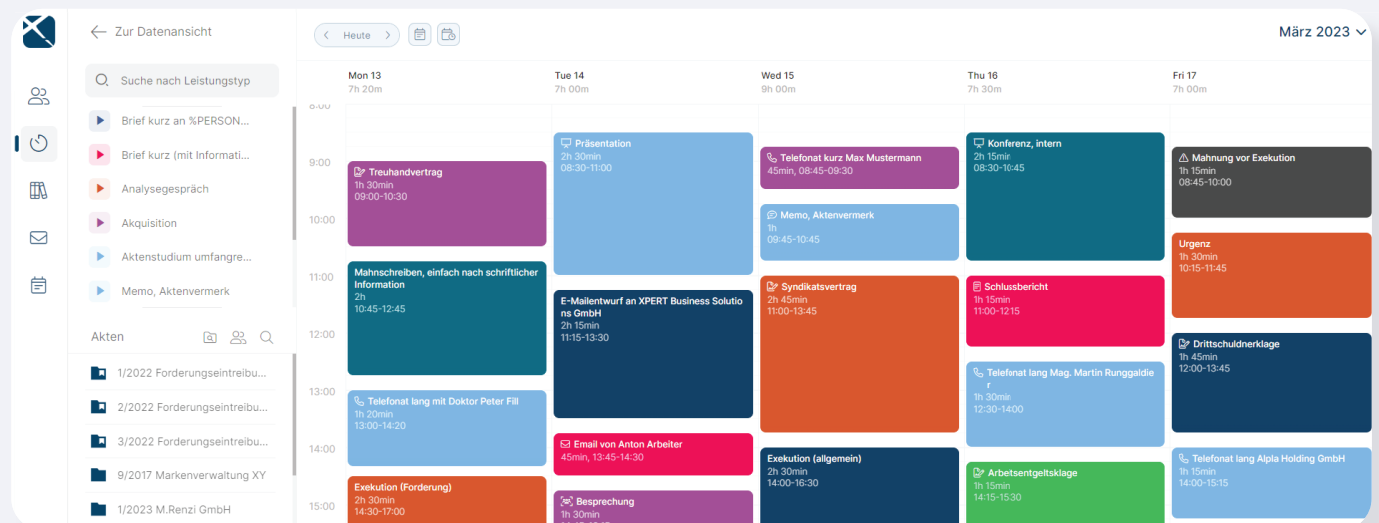 Zur Datenansicht
Suche nach Leistungstyp
Brief kurz an %PERSON...
Brief kurz (mit Informati...
Analysegespräch
Akquisition
Aktenstudium umfangre...
Memo, Aktenvermerk
Akten
1/2022 Forderungseintreibu...
2/2022 Forderungseintreibu...
3/2022 Forderungseintreibu...
9/2017 Markenverwaltung XY
1/2023 M.Renzi GmbH
Heute
März 2023
Mon 13
7h 20m
Tue 14
7h 00m
Wed 15
9h 00m
Thu 16
7h 30m
Fri 17
7h 00m
8:00
9:00
10:00
11:00
12:00
13:00
14:00
15:00
Treuhandvertrag
1h 30min
09:00-10:30
Mahnschreiben, einfach nach schriftlicher
Information
2h
10:45-12:45
Telefonat lang mit Doktor Peter Fill
1h 20min
13:00-14:20
Exekution (Forderung)
2h 30min
14:30-17:00
Präsentation
2h 30min
08:30-11:00
E-Mailentwurf an XPERT Business Solutio
ns GmbH
2h 15min
11:15-13:30
Email von Anton Arbeiter
45min, 13:45-14:30
Besprechung
1h 30min
Telefonat kurz Max Mustermann
45min, 08:45-09:30
Memo, Aktenvermerk
1h
09:45-10:45
Syndikatsvertrag
2h 45min
11:00-13:45
Exekution (allgemein)
2h 30min
14:00-16:30
Konferenz, intern
2h 15min
08:30-10:45
Schlussbericht
1h 15min
11:00-12:15
Telefonat lang Mag. Martin Runggaldie
r
1h 30min
12:30-14:00
Arbeitsentgeltsklage
1h 15min
14:15-15:30
Mahnung vor Exekution
1h 15min
08:45-10:00
Urgenz
1h 30min
10:15-11:45
Drittschuldnerklage
1h 45min
12:00-13:45
Telefonat lang Alpla Holding GmbH
1h 15min
14:00-15:15